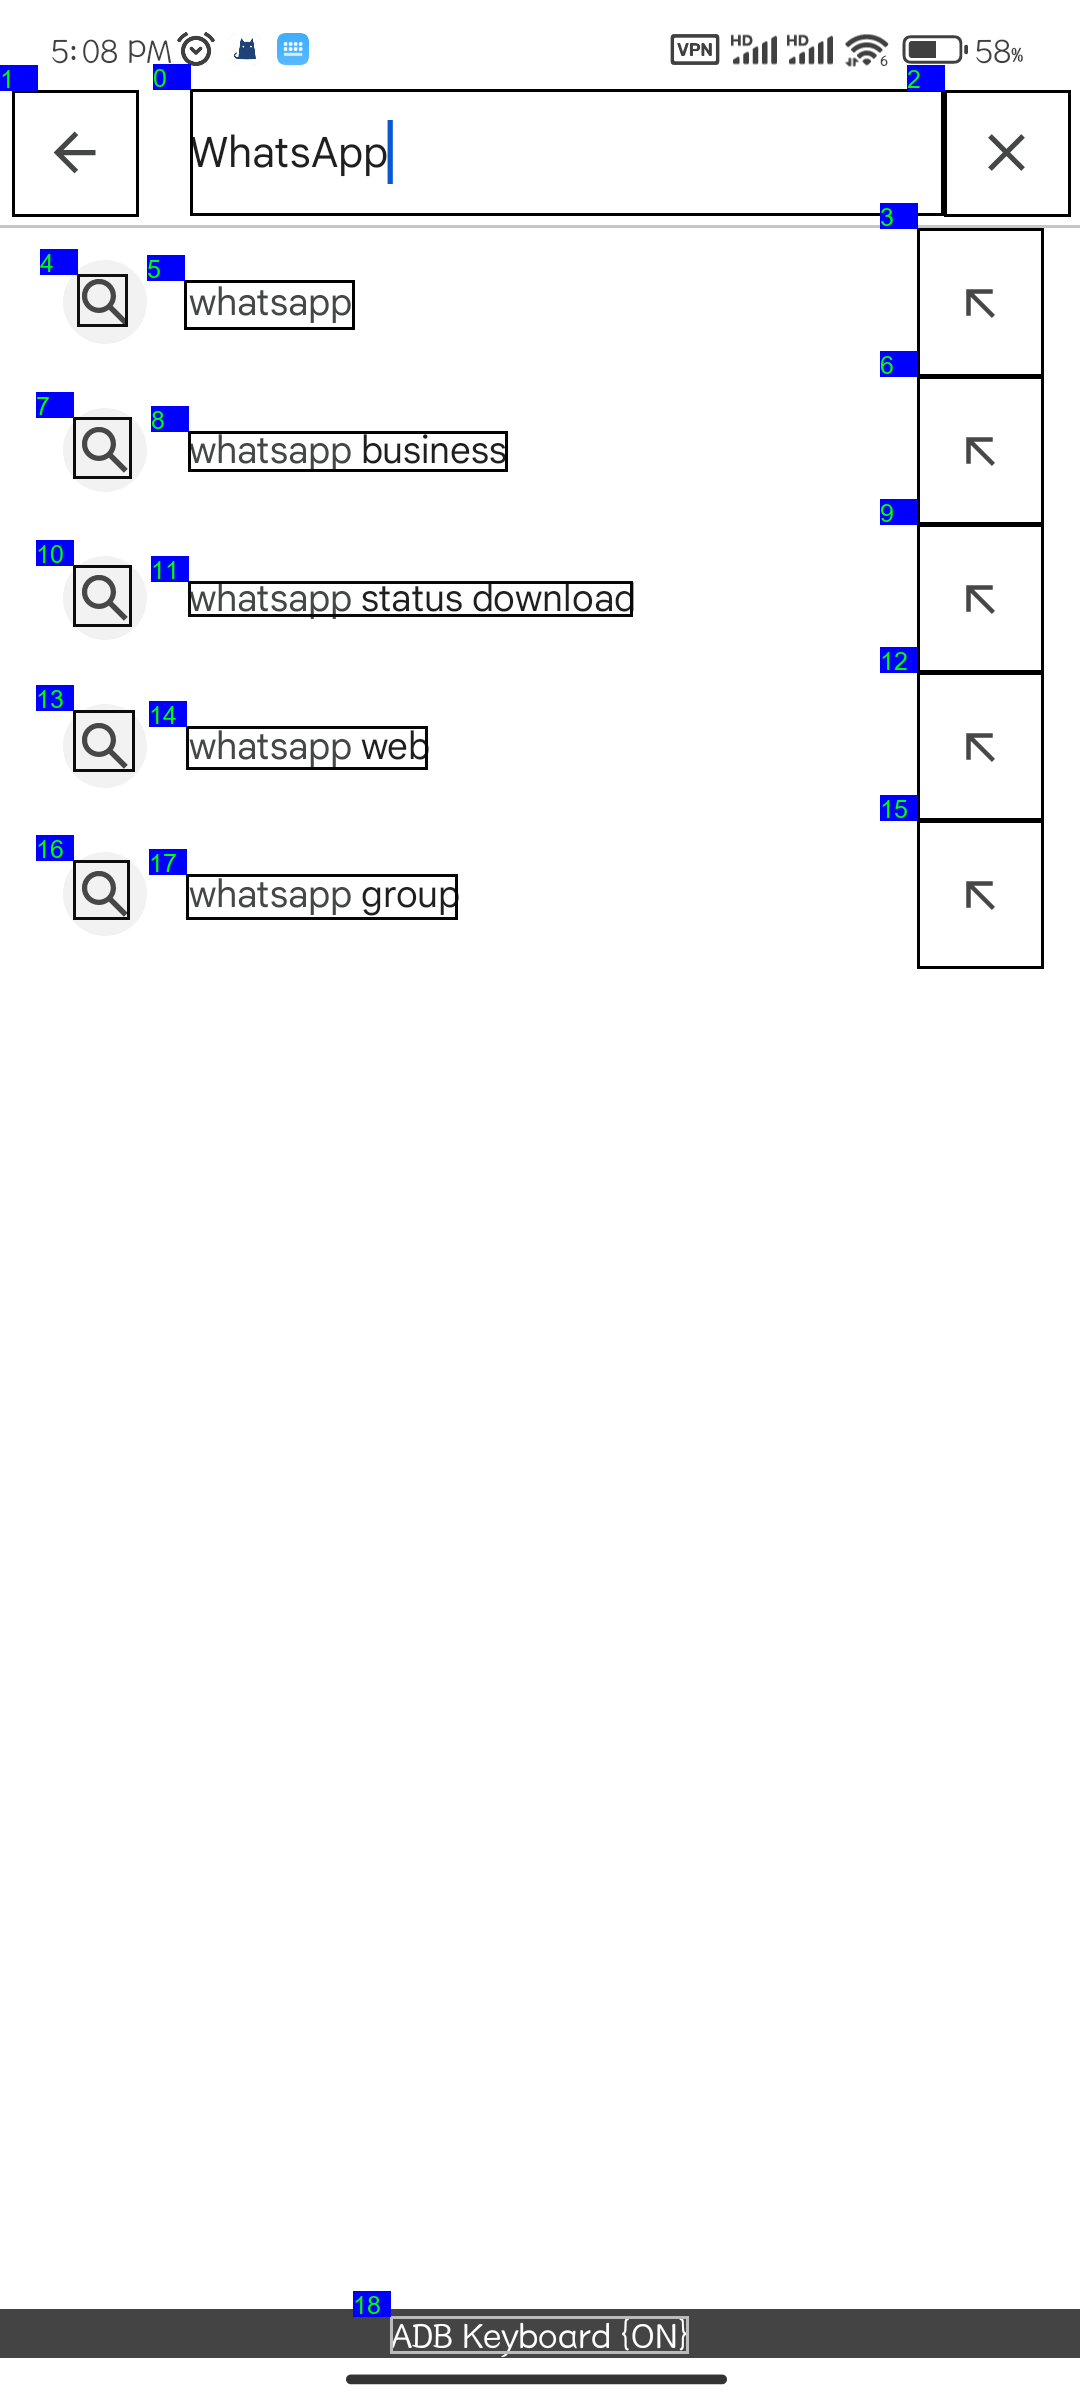 5:08 PM VPN HD HD 6 58%
1 0 2
WhatsApp
3
4 5 whatsapp
6
7 8 whatsapp business
9
10 11 whatsapp status download
12
13 14 whatsapp web
15
16 17 whatsapp group
18
ADB Keyboard {ON}